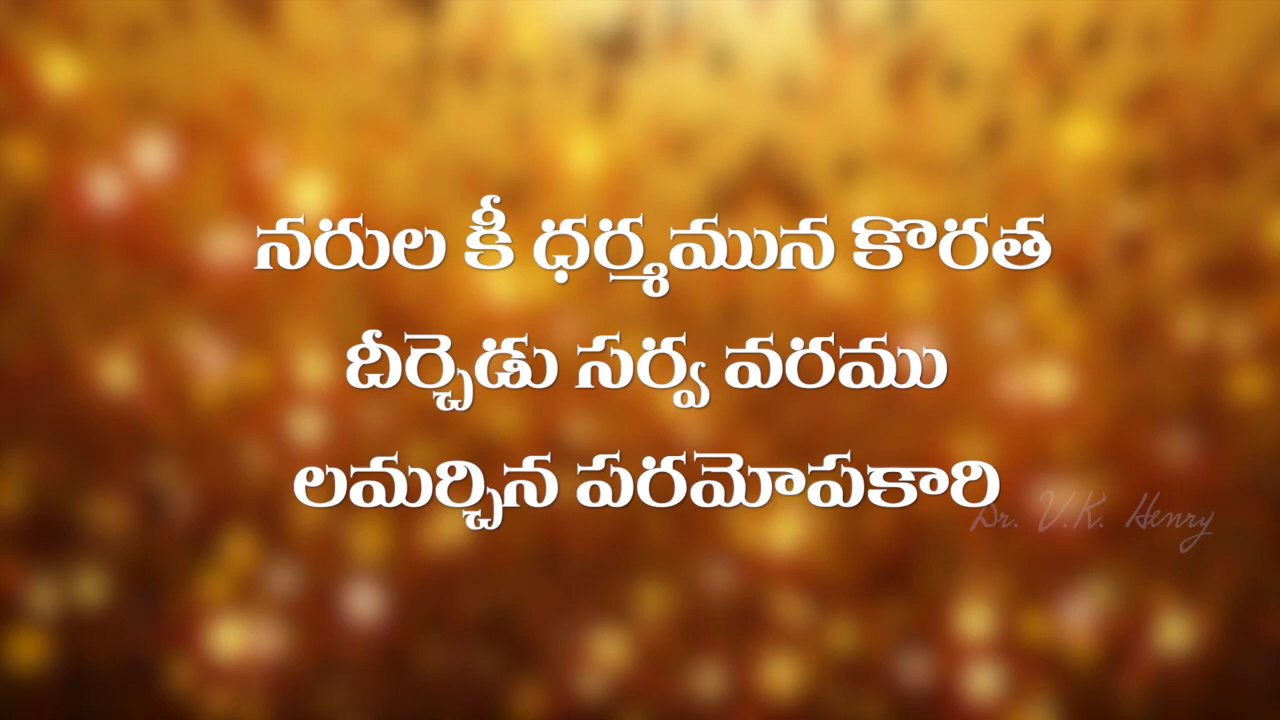 నరుల కీ ధర్మమున కొరత
దీర్చెడు సర్వ వరము
లమర్చిన పరమోపకారి
Dr. V.K. Henry